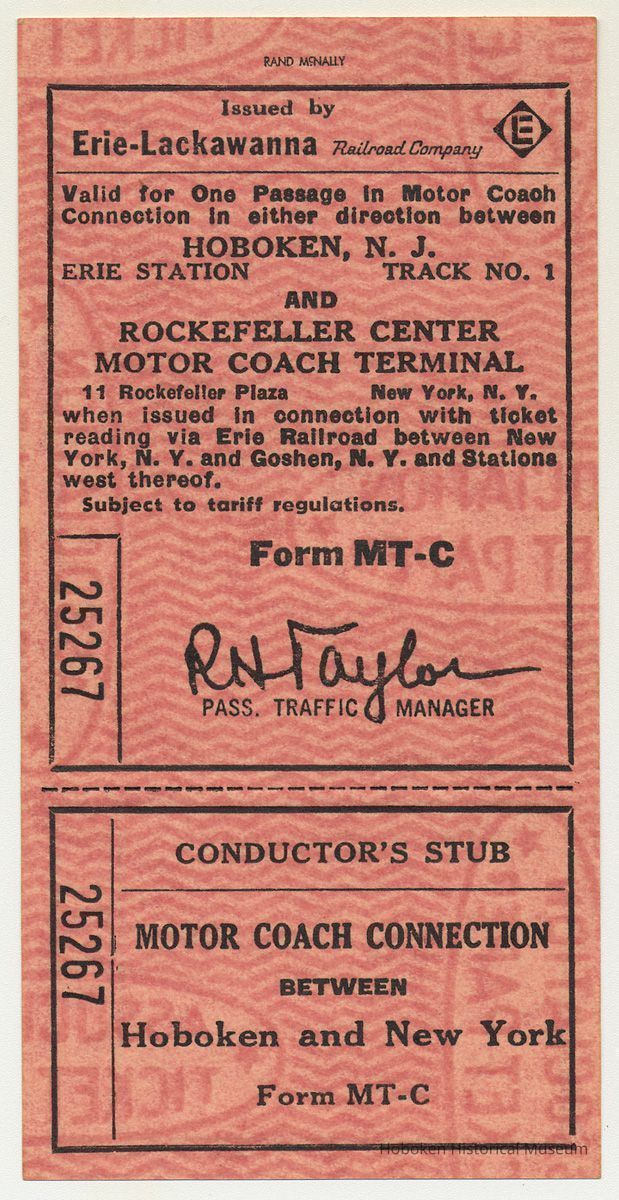 RAND McNALLY
Issued by
Erie-Lackawanna Railroad Company E
Valid for One Passage in Motor Coach
Connection in either direction between
HOBOKEN, N. J.
ERIE STATION TRACK NO. 1
AND
ROCKEFELLER CENTER
MOTOR COACH TERMINAL
11 Rockefeller Plaza New York, N. Y.
when issued in connection with ticket
reading via Erie Railroad between New
York, N. Y. and Goshen, N. Y. and Stations
west thereof.
Subject to tariff regulations.
Form MT-C
25267
RH Taylor
PASS. TRAFFIC MANAGER
CONDUCTOR'S STUB
25267
MOTOR COACH CONNECTION
BETWEEN
Hoboken and New York
Form MT-C
Hoboken Historical Museum